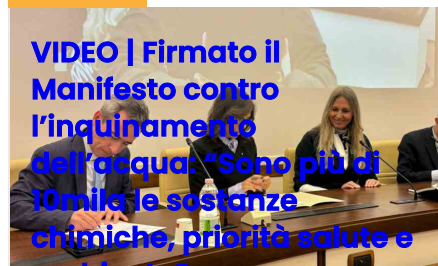 VIDEO | Firmato il
Manifesto contro
l’inquinamento
dell’acqua: “Sono più di
10mila le sostanze
chimiche, priorità salute e